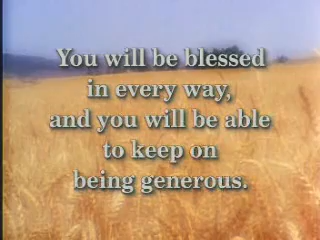 You will be blessed
in every way,
and you will be able
to keep on
being generous.